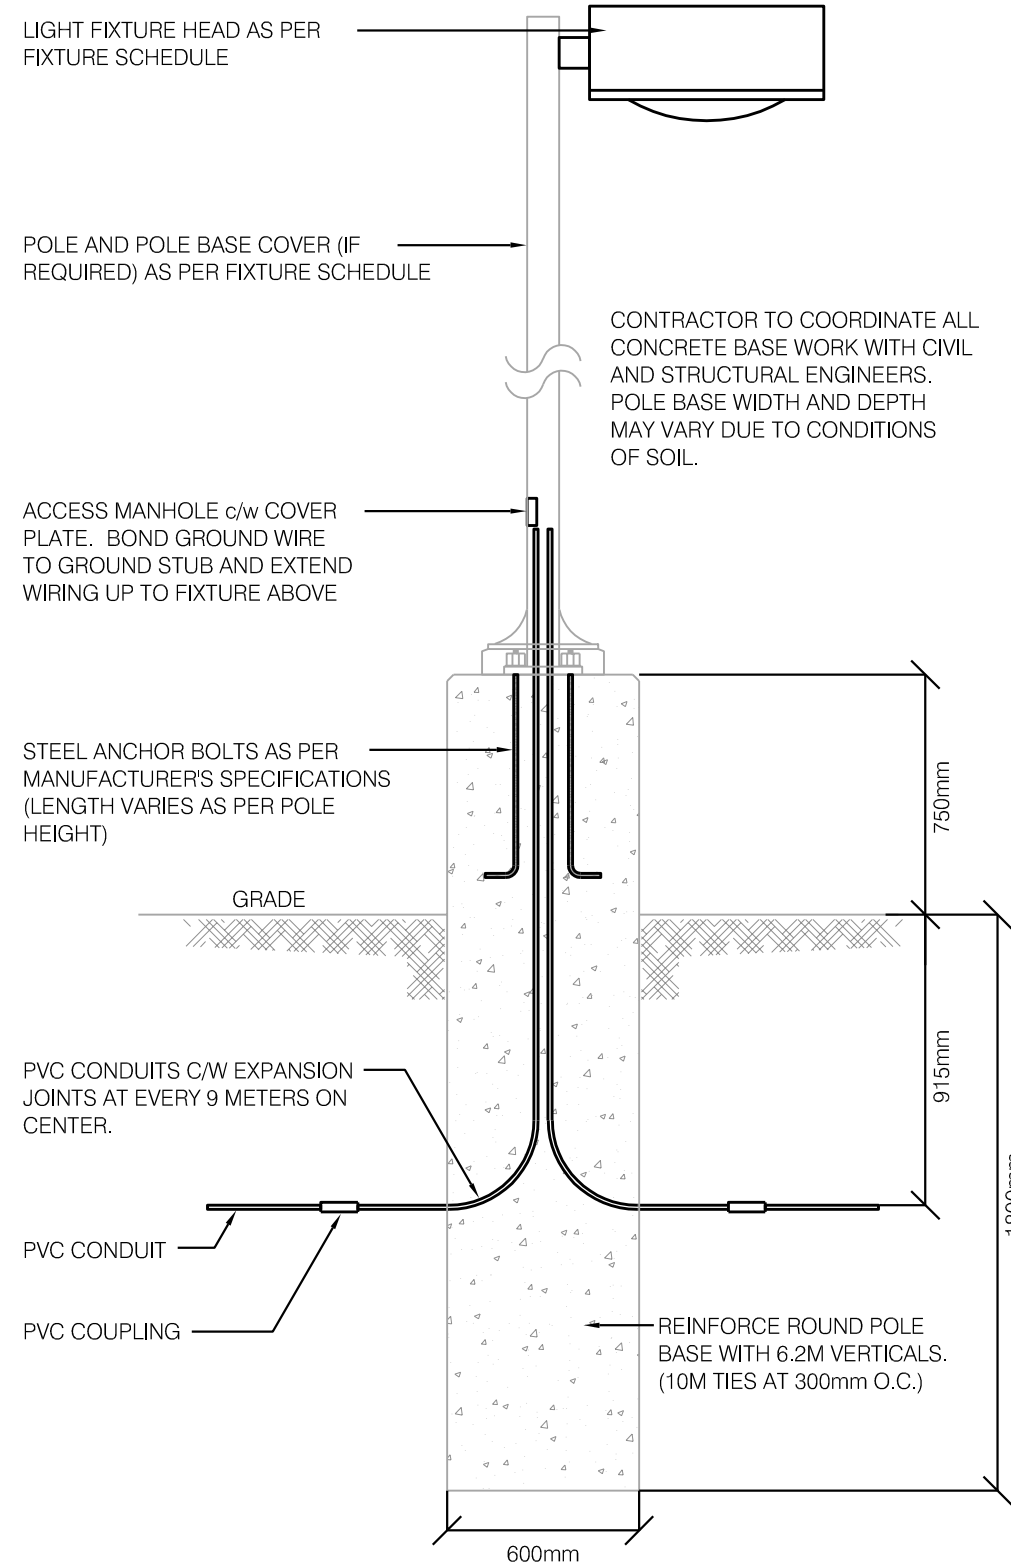 LIGHT FIXTURE HEAD AS PER
FIXTURE SCHEDULE
POLE AND POLE BASE COVER (IF
REQUIRED) AS PER FIXTURE SCHEDULE
CONTRACTOR TO COORDINATE ALL
CONCRETE BASE WORK WITH CIVIL
AND STRUCTURAL ENGINEERS.
POLE BASE WIDTH AND DEPTH
MAY VARY DUE TO CONDITIONS
OF SOIL.
ACCESS MANHOLE c/w COVER
PLATE. BOND GROUND WIRE
TO GROUND STUB AND EXTEND
WIRING UP TO FIXTURE ABOVE
STEEL ANCHOR BOLTS AS PER
MANUFACTURER'S SPECIFICATIONS
(LENGTH VARIES AS PER POLE
HEIGHT)
750mm
GRADE
915mm
PVC CONDUITS C/W EXPANSION
JOINTS AT EVERY 9 METERS ON
CENTER.
PVC CONDUIT
PVC COUPLING
REINFORCE ROUND POLE
BASE WITH 6.2M VERTICALS.
(10M TIES AT 300mm O.C.)
600mm